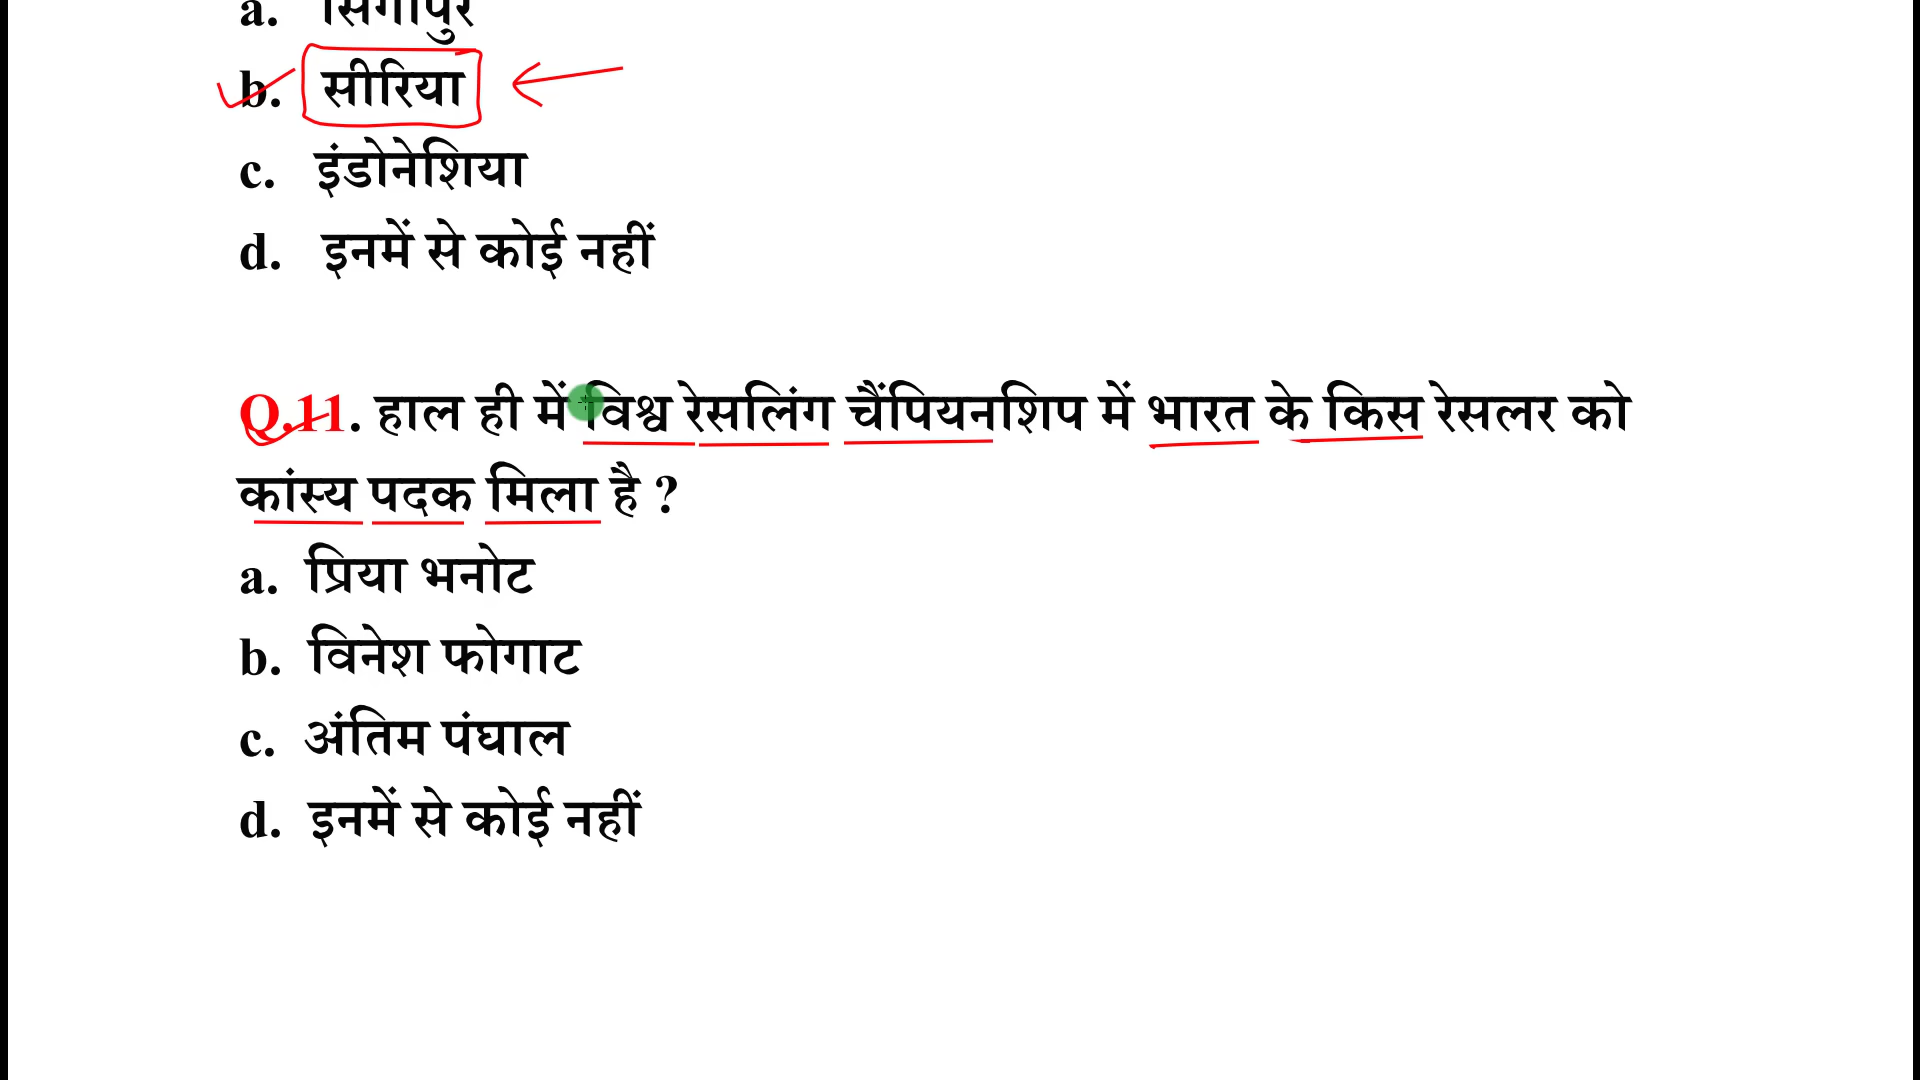 a. सिंगापुर
b. सीरिया
c. इंडोनेशिया
d. इनमें से कोई नहीं
Q.11. हाल ही में विश्व रेसलिंग चैंपियनशिप में भारत के किस रेसलर को
कांस्य पदक मिला है ?
a. प्रिया भनोट
b. विनेश फोगाट
c. अंतिम पंघाल
d. इनमें से कोई नहीं